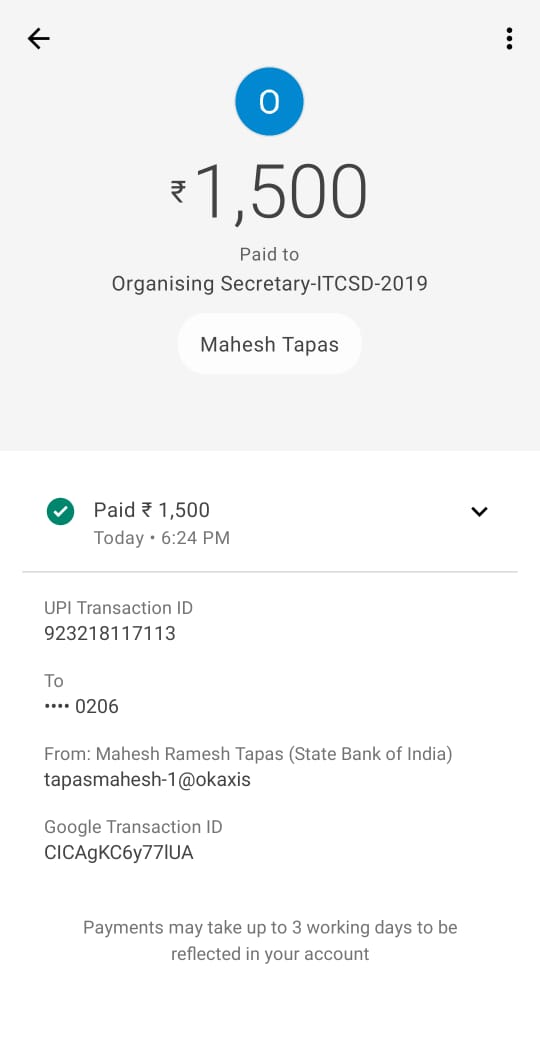 O
₹1,500
Paid to
Organising Secretary-ITCSD-2019
Mahesh Tapas
Paid ₹ 1,500
Today • 6:24 PM
UPI Transaction ID
923218117113
To
•••• 0206
From: Mahesh Ramesh Tapas (State Bank of India)
tapasmahesh-1@okaxis
Google Transaction ID
CICAgKC6y77lUA
Payments may take up to 3 working days to be
reflected in your account